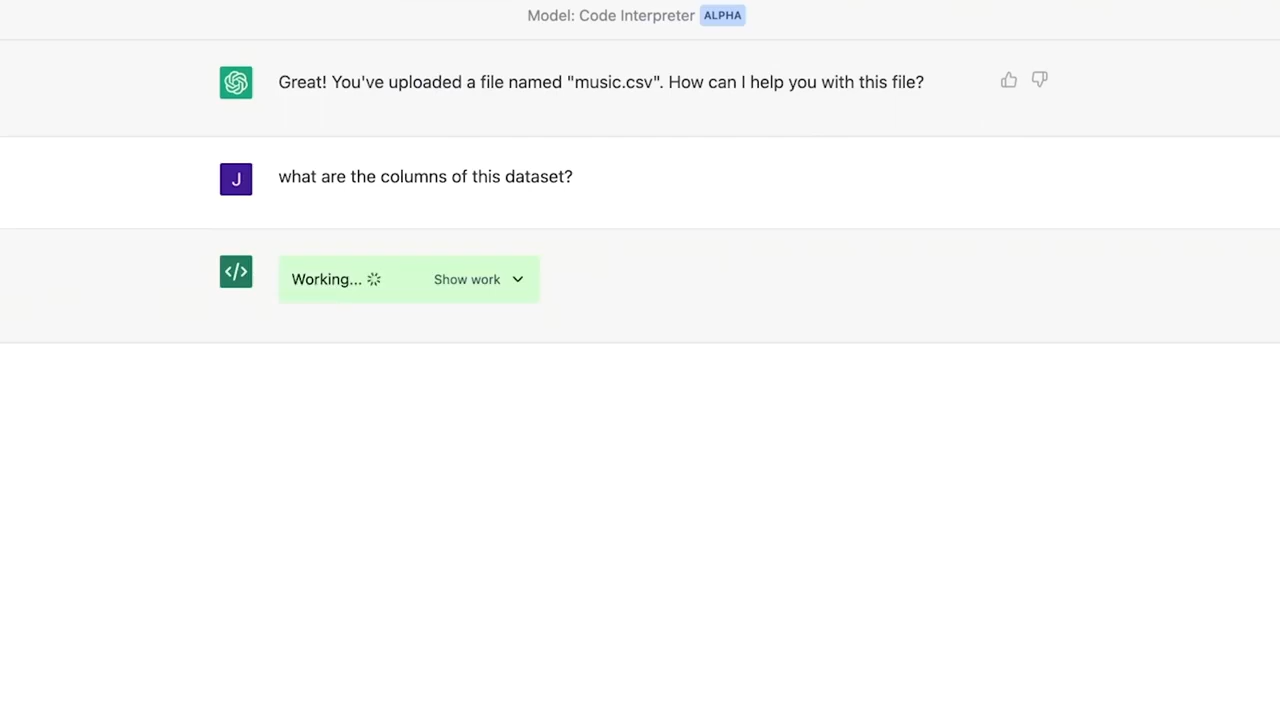 Model: Code Interpreter ALPHA
Great! You've uploaded a file named "music.csv". How can I help you with this file?
J
what are the columns of this dataset?
</>
Working... Show work